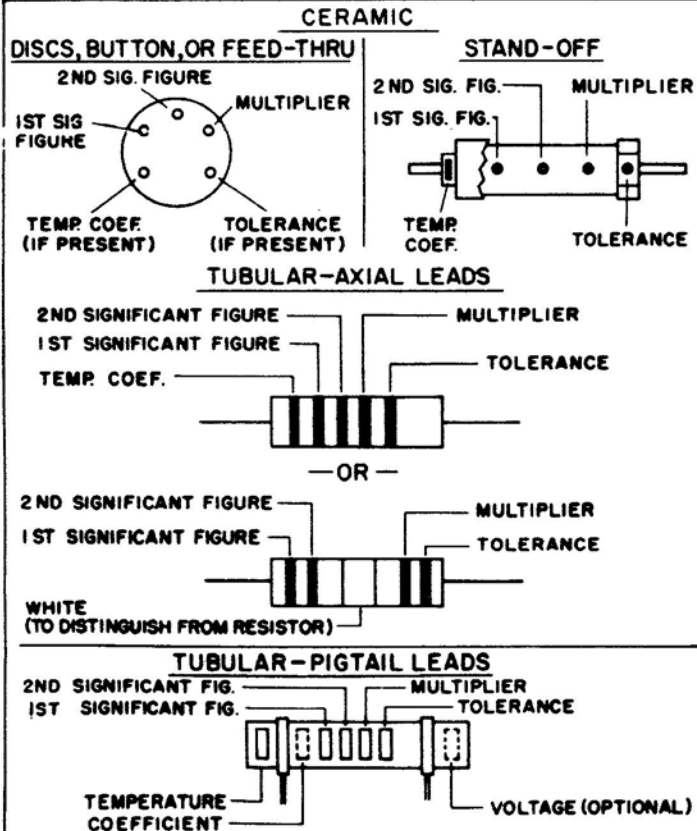 CERAMIC
DISCS, BUTTON, OR FEED-THRU
2ND SIG. FIGURE
MULTIPLIER
1ST SIG
FIGURE
TEMP. COEF.
(IF PRESENT)
TOLERANCE
(IF PRESENT)
STAND-OFF
2ND SIG. FIG.
MULTIPLIER
1ST SIG. FIG.
TEMP.
COEF.
TOLERANCE
TUBULAR-AXIAL LEADS
2ND SIGNIFICANT FIGURE
MULTIPLIER
1ST SIGNIFICANT FIGURE
TOLERANCE
TEMP. COEF.
—OR—
2ND SIGNIFICANT FIGURE
MULTIPLIER
1ST SIGNIFICANT FIGURE
TOLERANCE
WHITE
(TO DISTINGUISH FROM RESISTOR)
TUBULAR-PIGTAIL LEADS
2ND SIGNIFICANT FIG.
MULTIPLIER
1ST SIGNIFICANT FIG.
TOLERANCE
TEMPERATURE
COEFFICIENT
VOLTAGE (OPTIONAL)